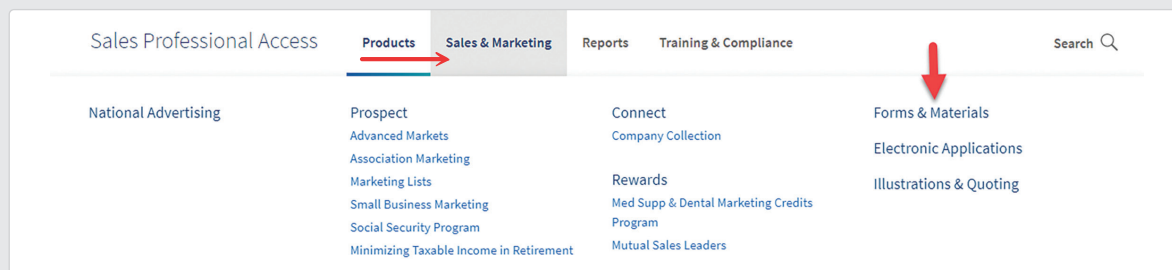 Sales Professional Access
Products
Sales & Marketing
Reports
Training & Compliance
Search
National Advertising
Prospect
Advanced Markets
Association Marketing
Marketing Lists
Small Business Marketing
Social Security Program
Minimizing Taxable Income in Retirement
Connect
Company Collection
Rewards
Med Supp & Dental Marketing Credits
Program
Mutual Sales Leaders
Forms & Materials
Electronic Applications
Illustrations & Quoting